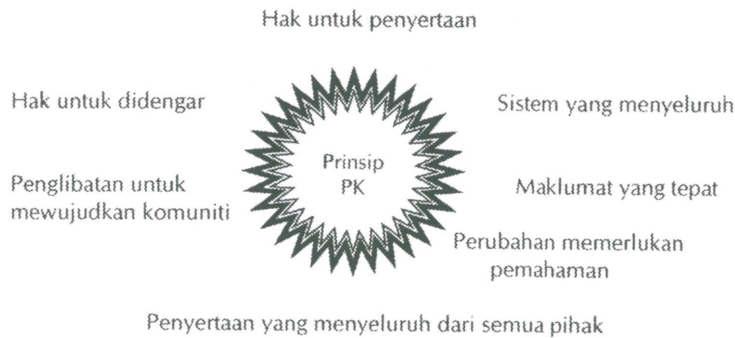 Hak untuk penyertaan
Hak untuk didengar
Sistem yang menyeluruh
Prinsip
PK
Penglibatan untuk
mewujudkan komuniti
Maklumat yang tepat
Perubahan memerlukan
pemahaman
Penyertaan yang menyeluruh dari semua pihak